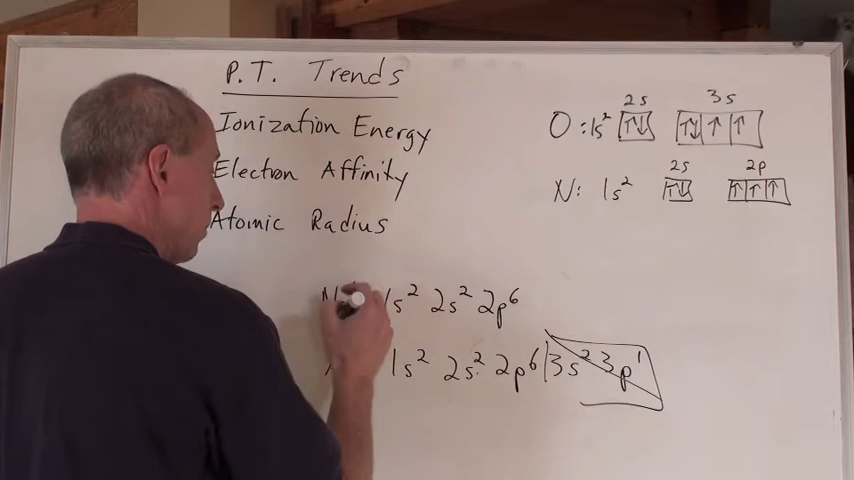 P.T. Trends
Ionization Energy
Electron Affinity
Atomic Radius
2s 3s
O: 1s² ↑↓ ↑↓ ↑ ↑
2s 2p
N: 1s² ↑↓ ↑ ↑ ↑
N 1s² 2s² 2p⁶
1s² 2s² 2p⁶ 3s² 3p¹